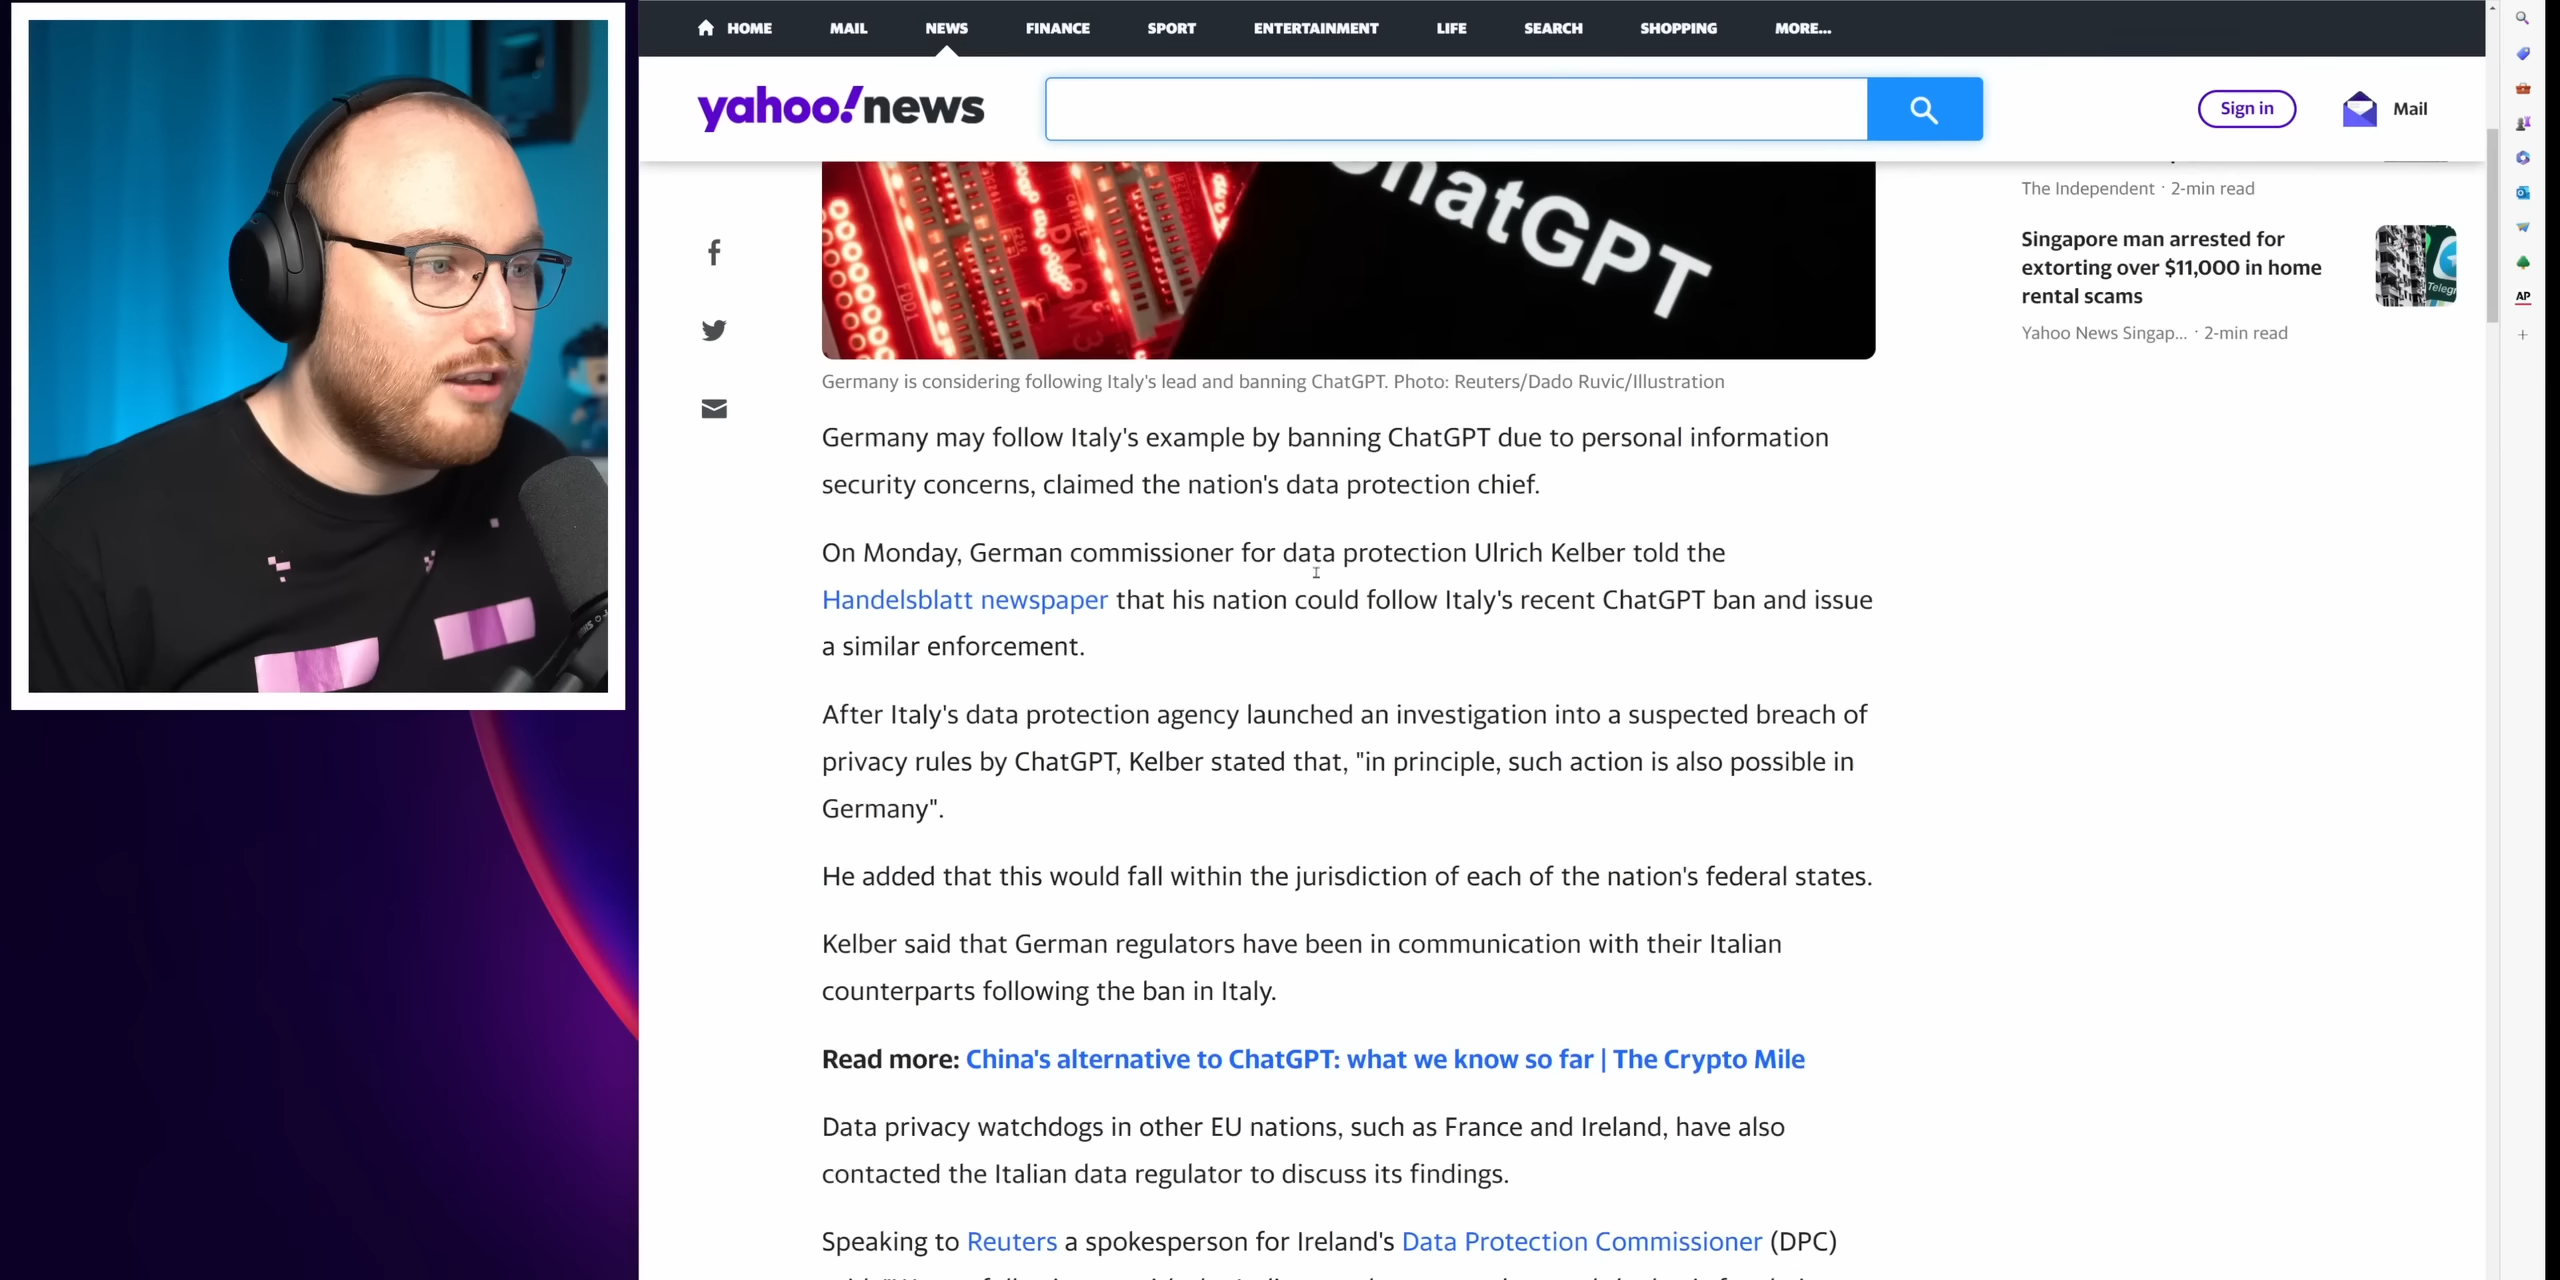 HOME MAIL NEWS FINANCE SPORT ENTERTAINMENT LIFE SEARCH SHOPPING MORE...
yahoo!news
Sign in
Mail
ChatGPT
The Independent · 2-min read
Singapore man arrested for
extorting over $11,000 in home
rental scams
Yahoo News Singap... · 2-min read
Telegr
AP
Germany is considering following Italy's lead and banning ChatGPT. Photo: Reuters/Dado Ruvic/Illustration
Germany may follow Italy's example by banning ChatGPT due to personal information
security concerns, claimed the nation's data protection chief.
On Monday, German commissioner for data protection Ulrich Kelber told the
Handelsblatt newspaper that his nation could follow Italy's recent ChatGPT ban and issue
a similar enforcement.
After Italy's data protection agency launched an investigation into a suspected breach of
privacy rules by ChatGPT, Kelber stated that, "in principle, such action is also possible in
Germany".
He added that this would fall within the jurisdiction of each of the nation's federal states.
Kelber said that German regulators have been in communication with their Italian
counterparts following the ban in Italy.
Read more: China's alternative to ChatGPT: what we know so far | The Crypto Mile
Data privacy watchdogs in other EU nations, such as France and Ireland, have also
contacted the Italian data regulator to discuss its findings.
Speaking to Reuters a spokesperson for Ireland's Data Protection Commissioner (DPC)